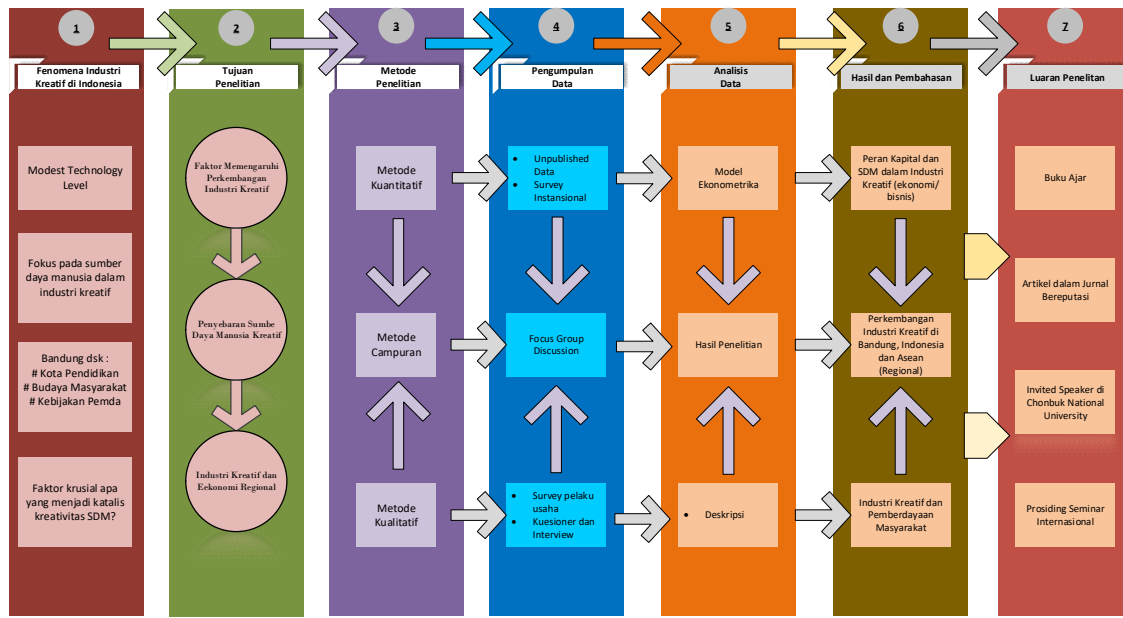 1
Fenomena Industri
Kreatif di Indonesia
Modest Technology
Level
Fokus pada sumber
daya manusia dalam
industri kreatif
Bandung dsk :
# Kota Pendidikan
# Budaya Masyarakat
# Kebijakan Pemda
Faktor krusial apa
yang menjadi katalis
kreativitas SDM?
2
Tujuan
Penelitian
Faktor Memengaruhi
Perkembangan
Industri Kreatif
Penyebaran Sumbe
Daya Manusia Kreatif
Industri Kreatif dan
Eekonomi Regional
3
Metode
Penelitian
Metode
Kuantitatif
Metode
Campuran
Metode
Kualitatif
4
Pengumpulan
Data
• Unpublished
Data
• Survey
Instansional
Focus Group
Discussion
• Survey pelaku
usaha
• Kuesioner dan
Interview
5
Analisis
Data
Model
Ekonometrika
Hasil Penelitian
• Deskripsi
6
Hasil dan Pembahasan
Peran Kapital dan
SDM dalam Industri
Kreatif (ekonomi/
bisnis)
Perkembangan
Industri Kreatif di
Bandung, Indonesia
dan Asean
(Regional)
Industri Kreatif dan
Pemberdayaan
Masyarakat
7
Luaran Penelitan
Buku Ajar
Artikel dalam Jurnal
Bereputasi
Invited Speaker di
Chonbuk National
University
Prosiding Seminar
Internasional